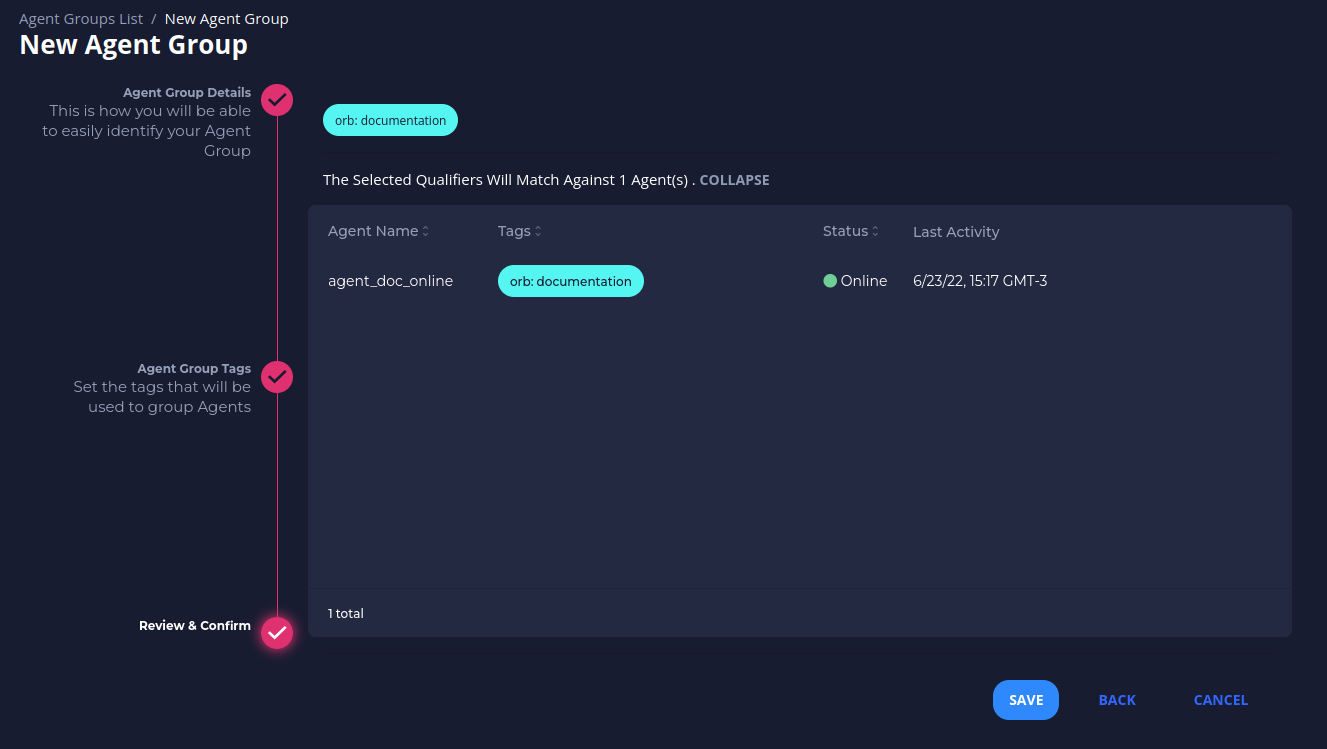 Agent Groups List / New Agent Group
New Agent Group
Agent Group Details
This is how you will be able
to easily identify your Agent
Group
orb: documentation
The Selected Qualifiers Will Match Against 1 Agent(s) . COLLAPSE
Agent Name Tags Status Last Activity
agent_doc_online orb: documentation Online 6/23/22, 15:17 GMT-3
Agent Group Tags
Set the tags that will be
used to group Agents
1 total
Review & Confirm
SAVE BACK CANCEL